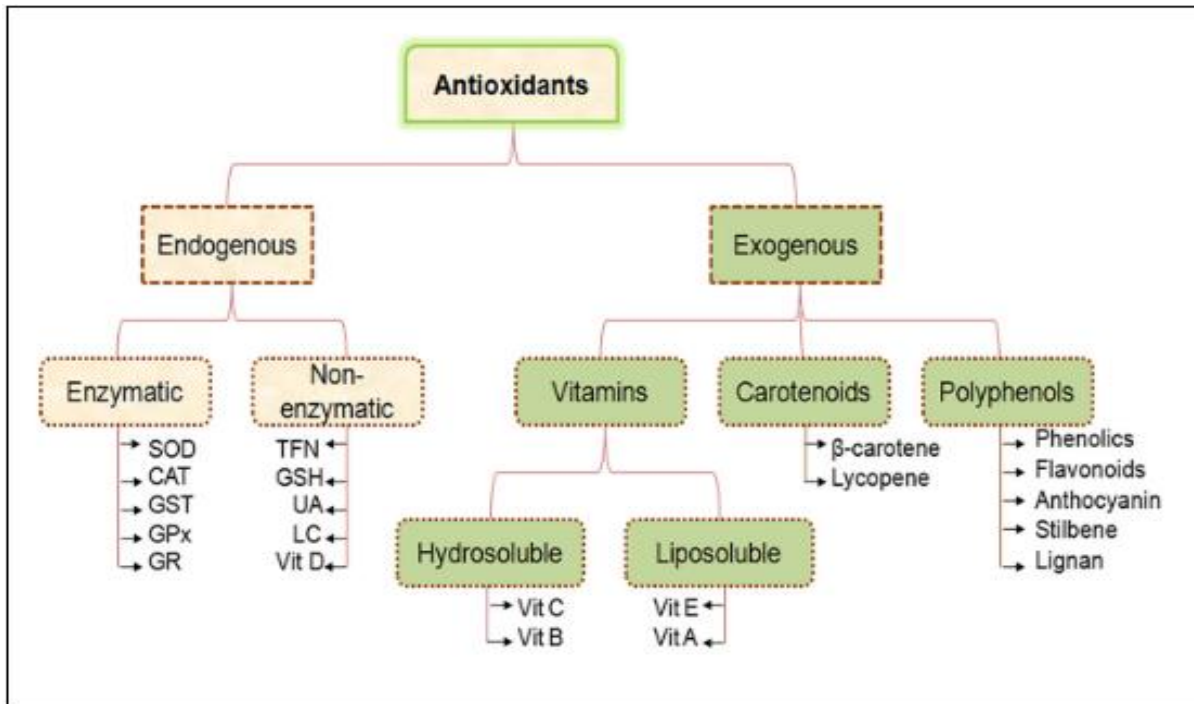 Antioxidants
Endogenous
Exogenous
Enzymatic
Non-
enzymatic
Vitamins
Carotenoids
Polyphenols
SOD
CAT
GST
GPx
GR
TFN
GSH
UA
LC
Vit D
β-carotene
Lycopene
Phenolics
Flavonoids
Anthocyanin
Stilbene
Lignan
Hydrosoluble
Liposoluble
Vit C
Vit B
Vit E
Vit A